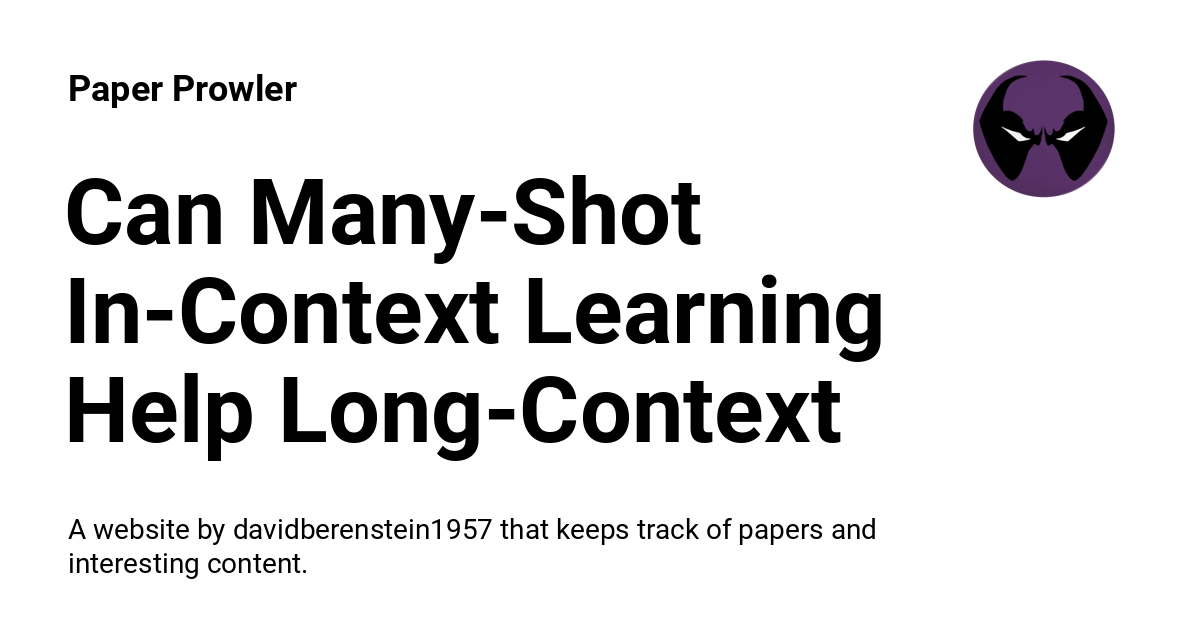 Paper Prowler
Can Many-Shot
In-Context Learning
Help Long-Context
A website by davidberenstein1957 that keeps track of papers and
interesting content.